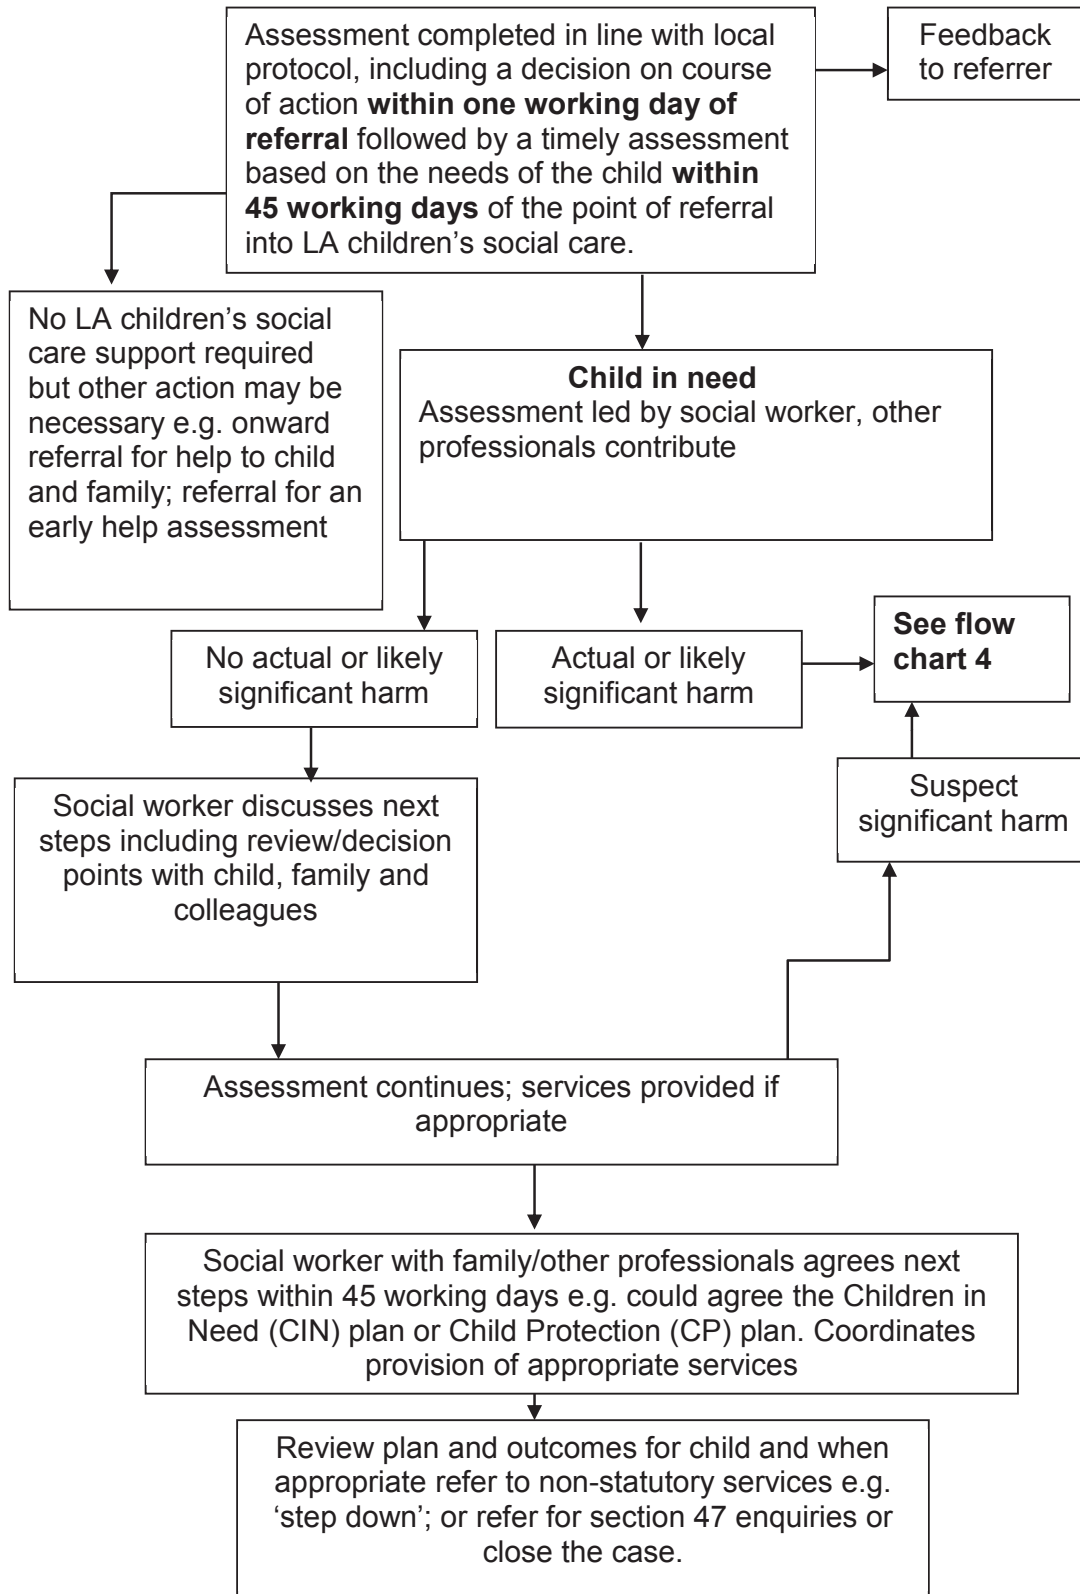 Assessment completed in line with local
protocol, including a decision on course
of action within one working day of
referral followed by a timely assessment
based on the needs of the child within
45 working days of the point of referral
into LA children’s social care.
Feedback
to referrer
No LA children’s social
care support required
but other action may be
necessary e.g. onward
referral for help to child
and family; referral for an
early help assessment
Child in need
Assessment led by social worker, other
professionals contribute
No actual or likely
significant harm
Actual or likely
significant harm
See flow
chart 4
Suspect
significant harm
Social worker discusses next
steps including review/decision
points with child, family and
colleagues
Assessment continues; services provided if
appropriate
Social worker with family/other professionals agrees next
steps within 45 working days e.g. could agree the Children in
Need (CIN) plan or Child Protection (CP) plan. Coordinates
provision of appropriate services
Review plan and outcomes for child and when
appropriate refer to non-statutory services e.g.
‘step down’; or refer for section 47 enquiries or
close the case.